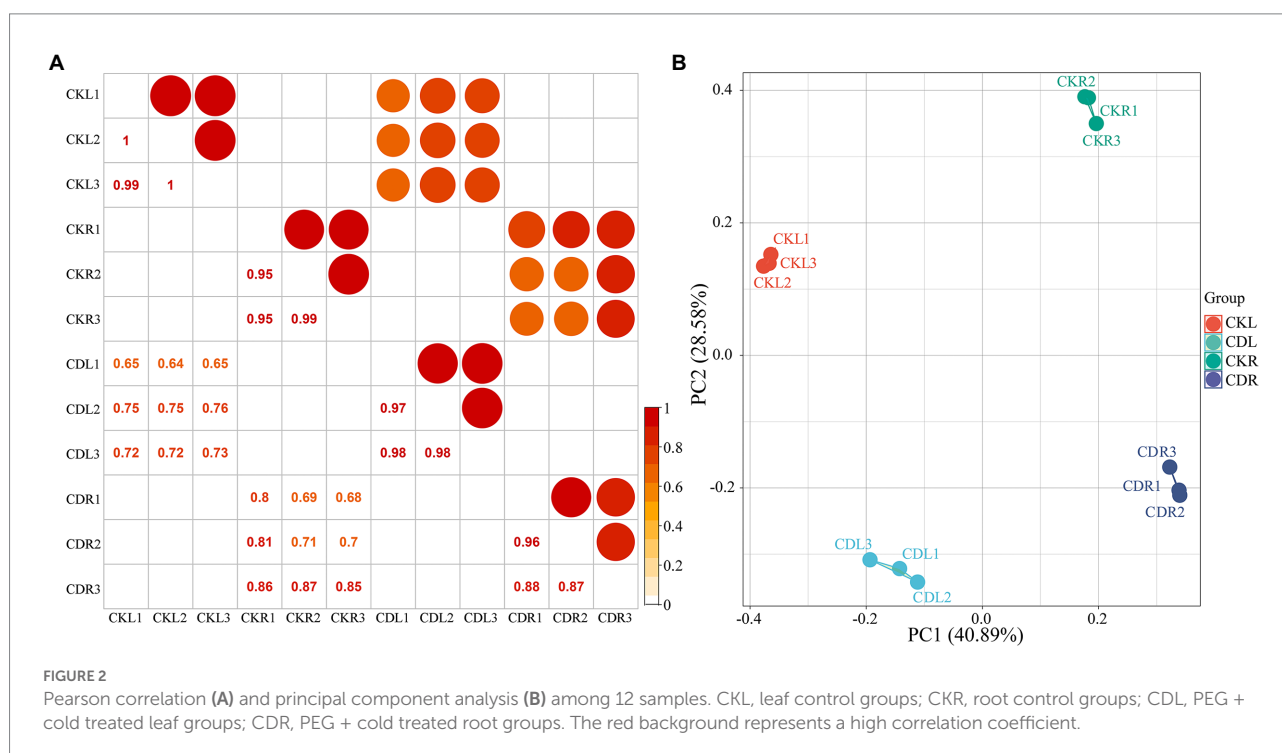 A
CKL1
CKL2
1
CKL3
0.99 1
CKR1
CKR2
0.95
CKR3
0.95 0.99
CDL1
0.65 0.64 0.65
CDL2
0.75 0.75 0.76 0.97
CDL3
0.72 0.72 0.73 0.98 0.98
CDR1
0.8 0.69 0.68
CDR2
0.81 0.71 0.7 0.96
CDR3
0.86 0.87 0.85 0.88 0.87
CKL1 CKL2 CKL3 CKR1 CKR2 CKR3 CDL1 CDL2 CDL3 CDR1 CDR2 CDR3
1
0.8
0.6
0.4
0.2
0
B
PC2 (28.58%)
0.4
0.2
0.0
-0.2
CKR2
CKR1
CKR3
CKL1
CKL3
CKL2
CDR3
CDR1
CDR2
CDL3
CDL1
CDL2
-0.4 -0.2 0.0 0.2
PC1 (40.89%)
Group
CKL
CDL
CKR
CDR
FIGURE 2
Pearson correlation (A) and principal component analysis (B) among 12 samples. CKL, leaf control groups; CKR, root control groups; CDL, PEG +
cold treated leaf groups; CDR, PEG + cold treated root groups. The red background represents a high correlation coefficient.